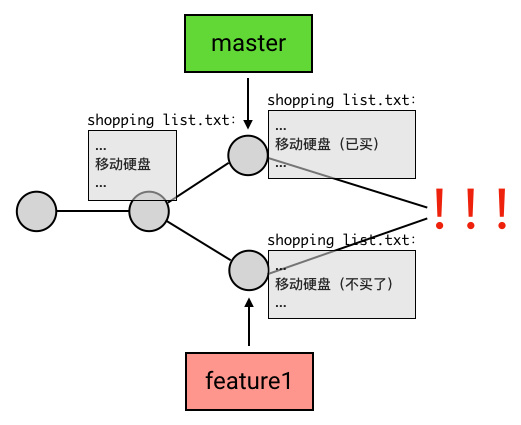 master
shopping list.txt:
...
移动硬盘（已买）
...
shopping list.txt:
...
移动硬盘
...
!!!
shopping list.txt:
...
移动硬盘（不买了）
...
feature1